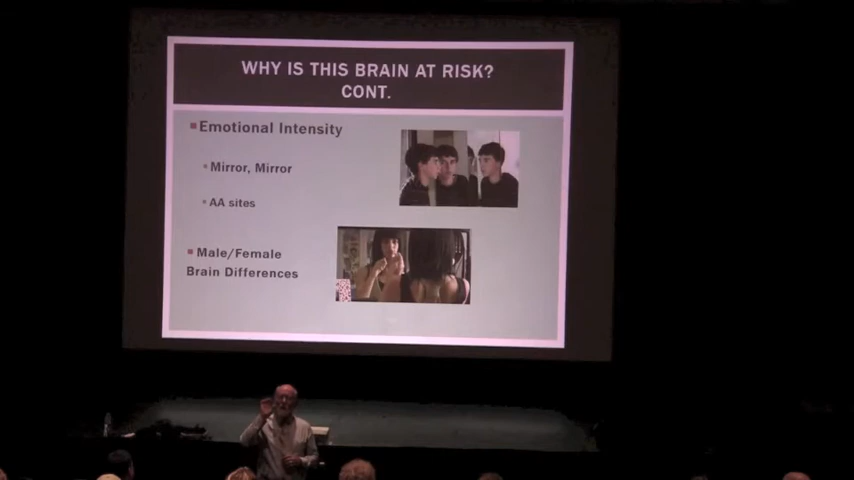 WHY IS THIS BRAIN AT RISK?
CONT.
Emotional Intensity
Mirror, Mirror
AA sites
Male/Female
Brain Differences